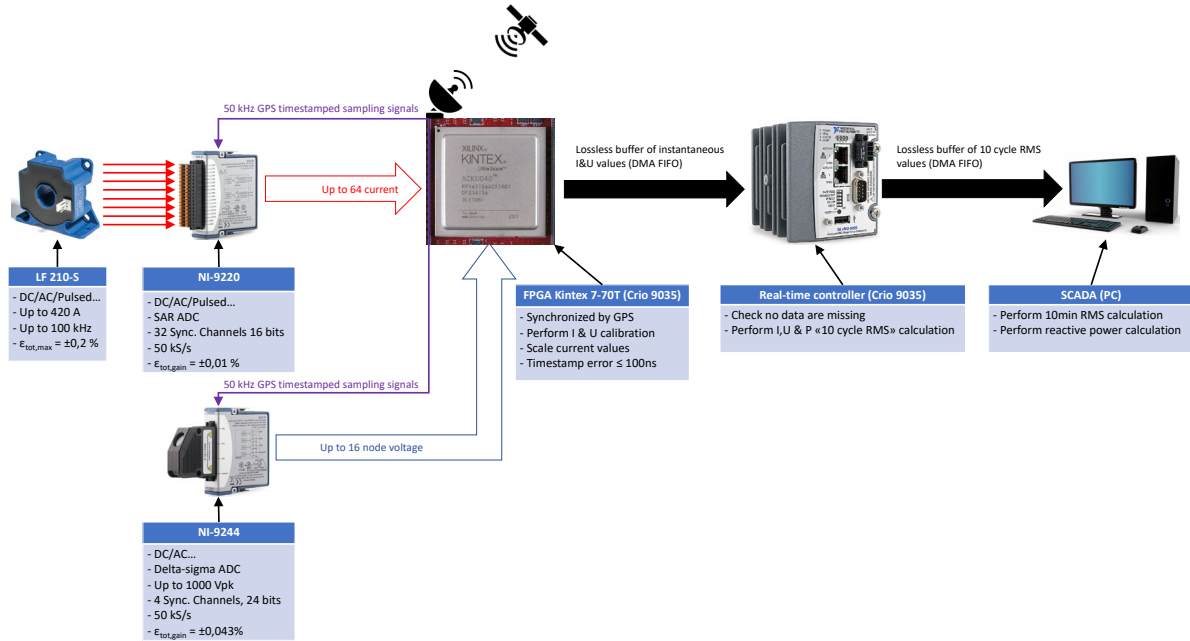 50 kHz GPS timestamped sampling signals
XILINX®
KINTEX®
UltraScale™
XCKU040™
Lossless buffer of instantaneous
I&U values (DMA FIFO)
Lossless buffer of 10 cycle RMS
values (DMA FIFO)
Up to 64 current
LF 210-S
- DC/AC/Pulsed…
- Up to 420 A
- Up to 100 kHz
- εtot,max = ±0,2 %
NI-9220
- DC/AC/Pulsed…
- SAR ADC
- 32 Sync. Channels 16 bits
- 50 kS/s
- εtot,gain = ±0,01 %
FPGA Kintex 7-70T (Crio 9035)
- Synchronized by GPS
- Perform I & U calibration
- Scale current values
- Timestamp error ≤ 100ns
Real-time controller (Crio 9035)
- Check no data are missing
- Perform I,U & P «10 cycle RMS» calculation
SCADA (PC)
- Perform 10min RMS calculation
- Perform reactive power calculation
50 kHz GPS timestamped sampling signals
Up to 16 node voltage
NI-9244
- DC/AC…
- Delta-sigma ADC
- Up to 1000 Vpk
- 4 Sync. Channels, 24 bits
- 50 kS/s
- εtot,gain = ±0,043%